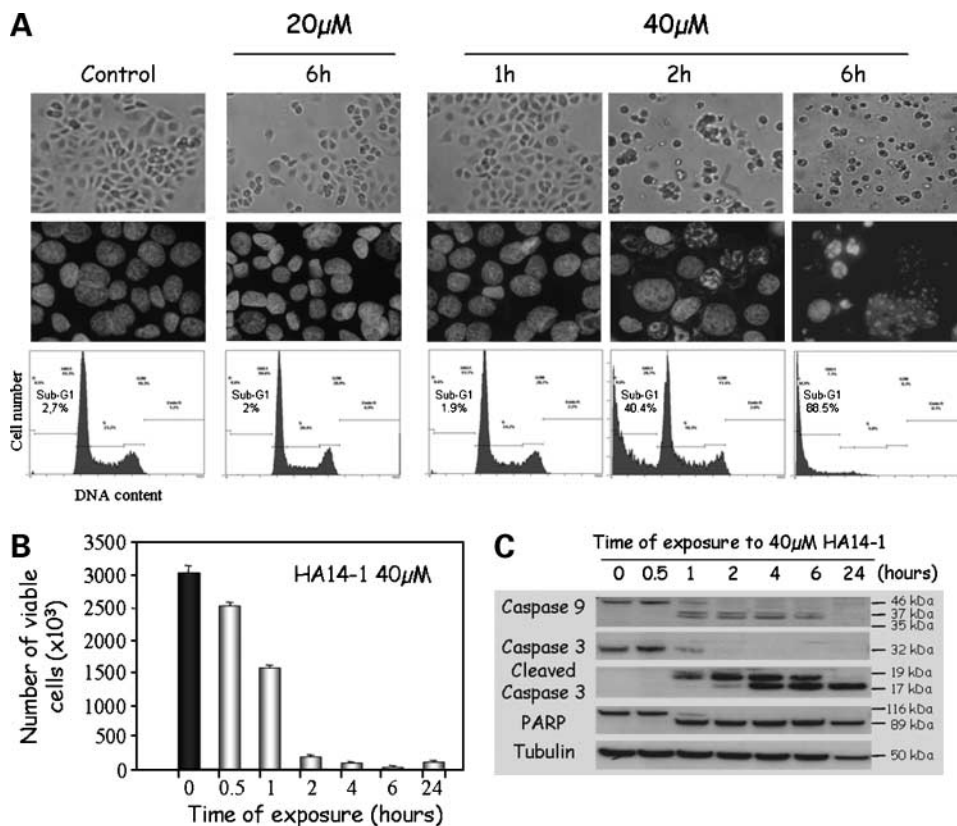 A
20µM
40µM
Control
6h
1h
2h
6h
Cell number
Sub-G1
2,7%
Sub-G1
2%
Sub-G1
1.9%
Sub-G1
40.4%
Sub-G1
88.5%
DNA content
B
HA14-1 40µM
Number of viable
cells (x10³)
3500
3000
2500
2000
1500
1000
500
0
0 0.5 1 2 4 6 24
Time of exposure (hours)
C
Time of exposure to 40µM HA14-1
0 0.5 1 2 4 6 24 (hours)
Caspase 9
46 kDa
37 kDa
35 kDa
Caspase 3
32 kDa
Cleaved
Caspase 3
19 kDa
17 kDa
PARP
116 kDa
89 kDa
Tubulin
50 kDa